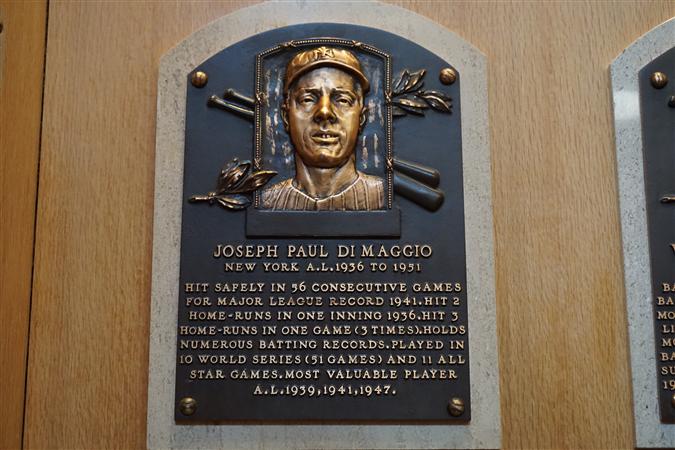 JOSEPH PAUL DI MAGGIO
NEW YORK A.L. 1936 TO 1951
HIT SAFELY IN 56 CONSECUTIVE GAMES
FOR MAJOR LEAGUE RECORD 1941. HIT 2
HOME-RUNS IN ONE INNING 1936. HIT 3
HOME-RUNS IN ONE GAME (3 TIMES). HOLDS
NUMEROUS BATTING RECORDS. PLAYED IN
10 WORLD SERIES (51 GAMES) AND 11 ALL
STAR GAMES. MOST VALUABLE PLAYER
A.L. 1939, 1941, 1947.